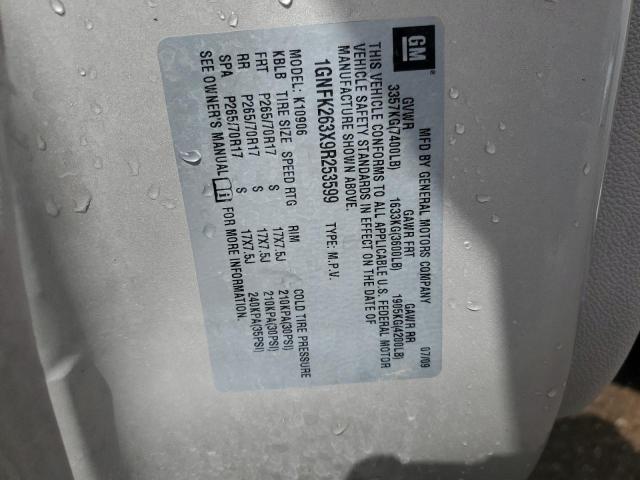 GM ®
MFD BY GENERAL MOTORS COMPANY 07/09
GVWR GAWR FRT GAWR RR
3357KG(7400LB) 1633KG(3600LB) 1905KG(4200LB)
THIS VEHICLE CONFORMS TO ALL APPLICABLE U.S. FEDERAL MOTOR
VEHICLE SAFETY STANDARDS IN EFFECT ON THE DATE OF
MANUFACTURE SHOWN ABOVE.
1GNFK263X9R253599 TYPE: M.P.V.
MODEL: K10906
KBLB TIRE SIZE SPEED RTG RIM COLD TIRE PRESSURE
FRT P265/70R17 S 17X7.5J 210KPA(30PSI)
RR P265/70R17 S 17X7.5J 210KPA(30PSI)
SPA P265/70R17 S 17X7.5J 240KPA(35PSI)
SEE OWNER'S MANUAL FOR MORE INFORMATION.